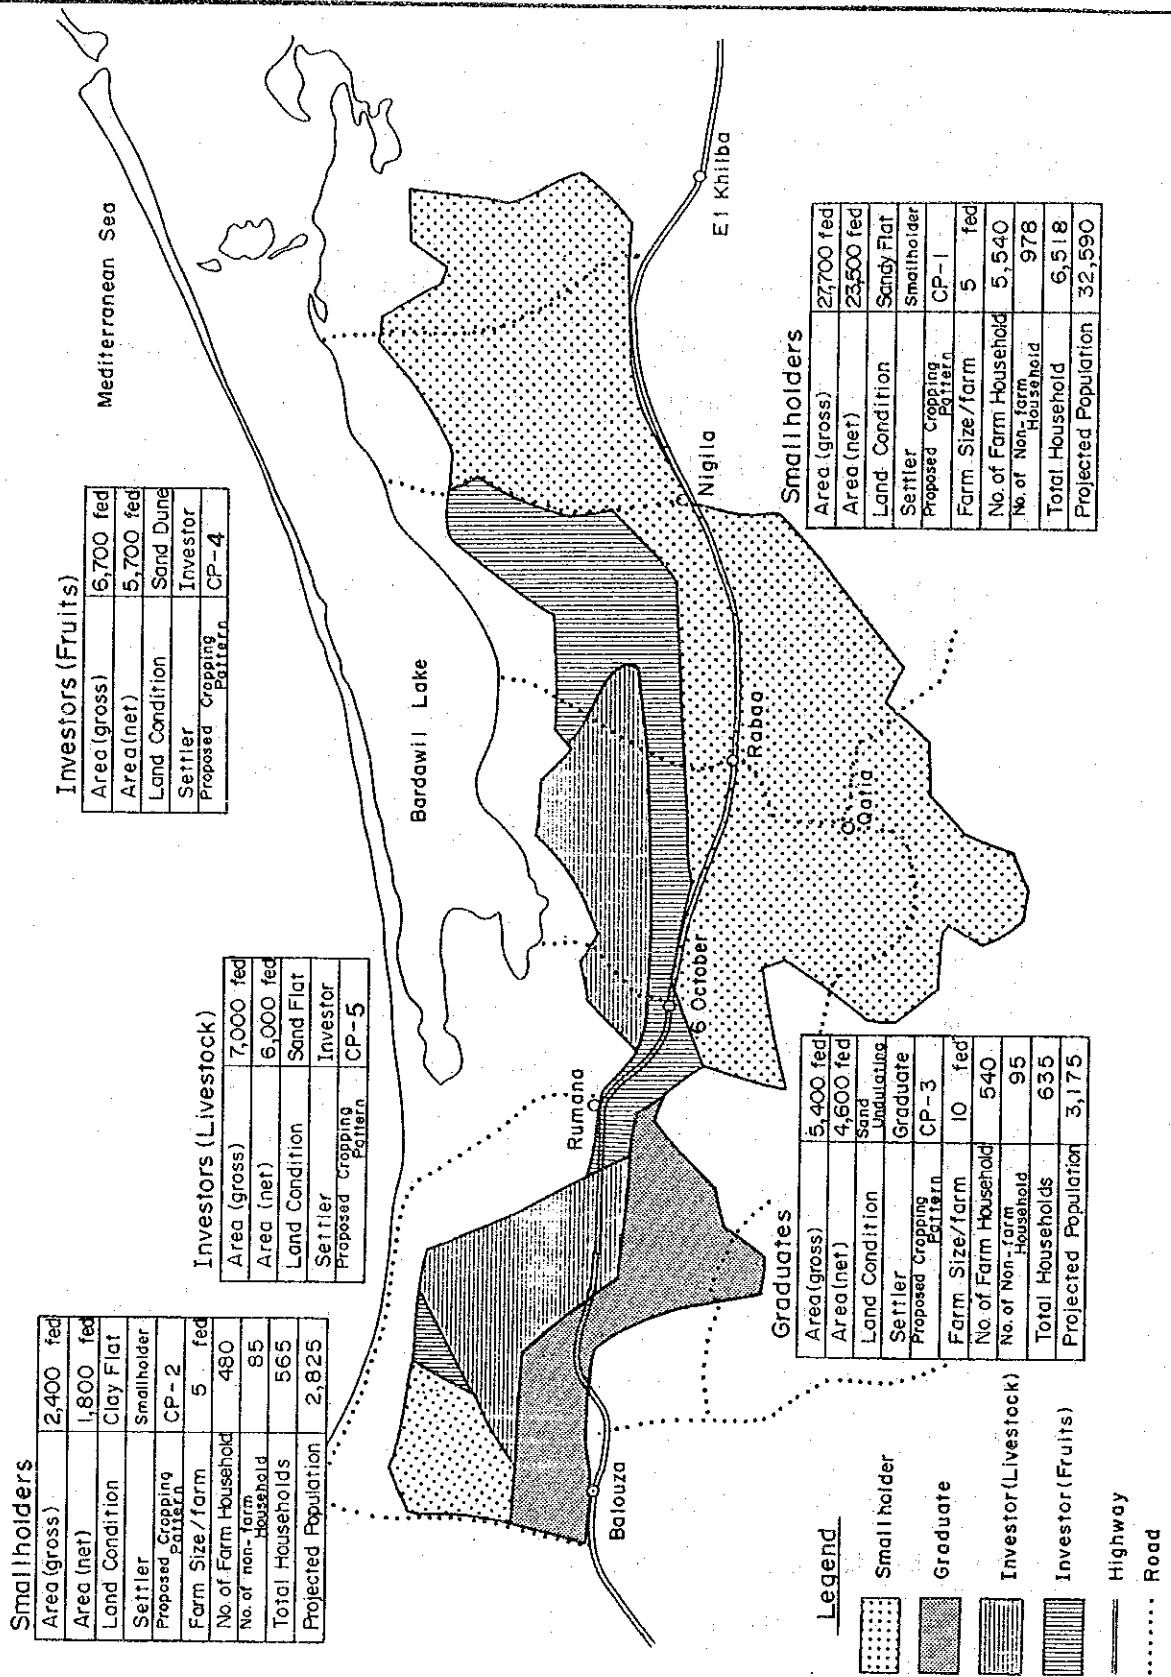 Mediterranean Sea
Investors (Fruits)
Area (gross) 6,700 fed
Area (net) 5,700 fed
Land Condition Sand Dune
Settler Investor
Proposed Cropping Pattern CP-4
Investors (Livestock)
Area (gross) 7,000 fed
Area (net) 6,000 fed
Land Condition Sand Flat
Settler Investor
Proposed Cropping Pattern CP-5
Smallholders
Area (gross) 2,400 fed
Area (net) 1,800 fed
Land Condition Clay Flat
Settler Smallholder
Proposed Cropping Pattern CP-2
Farm Size/farm 5 fed
No. of Farm Household 480
No. of non-farm Household 85
Total Households 565
Projected Population 2,825
Bardawil Lake
Rumana
Balouza
6 October
Rabaa
Qatia
Nigila
El Khilba
Smallholders
Area (gross) 27,700 fed
Area (net) 23,500 fed
Land Condition Sandy Flat
Settler Smallholder
Proposed Cropping Pattern CP-1
Farm Size/farm 5 fed
No. of Farm Household 5,540
No. of Non-farm Household 978
Total Household 6,518
Projected Population 32,590
Graduates
Area (gross) 5,400 fed
Area (net) 4,600 fed
Land Condition Sand Undulating
Settler Graduate
Proposed Cropping Pattern CP-3
Farm Size/farm 10 fed
No. of Farm Household 540
No. of Non-farm Household 95
Total Households 635
Projected Population 3,175
Legend
Smallholder
Graduate
Investor (Livestock)
Investor (Fruits)
Highway
Road